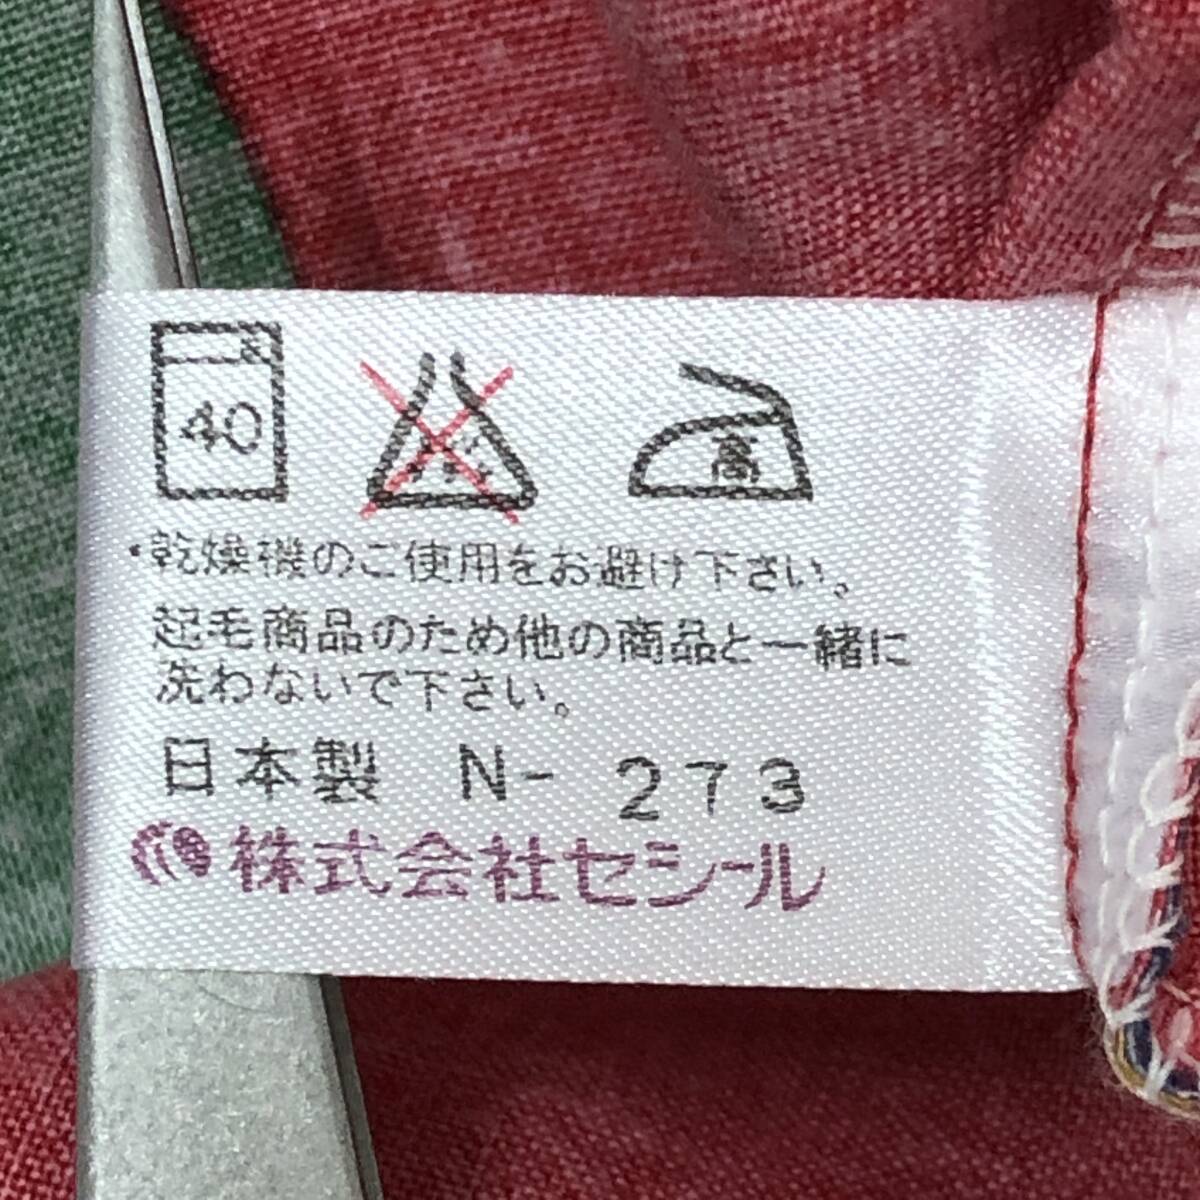 40
高
・乾燥機のご使用をお避け下さい。
起毛商品のため他の商品と一緒に
洗わないで下さい。
日本製 N- 273
株式会社セシール